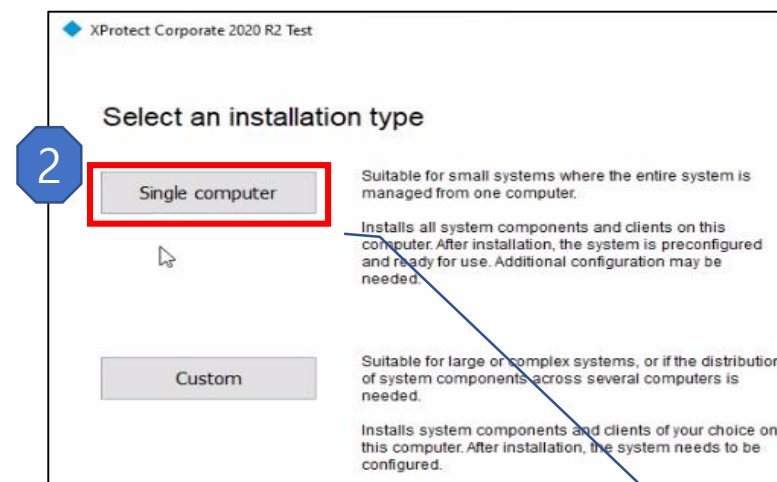 XProtect Corporate 2020 R2 Test
Select an installation type
2
Single computer
Suitable for small systems where the entire system is
managed from one computer.
Installs all system components and clients on this
computer. After installation, the system is preconfigured
and ready for use. Additional configuration may be
needed.
Custom
Suitable for large or complex systems, or if the distribution
of system components across several computers is
needed.
Installs system components and clients of your choice on
this computer. After installation, the system needs to be
configured.